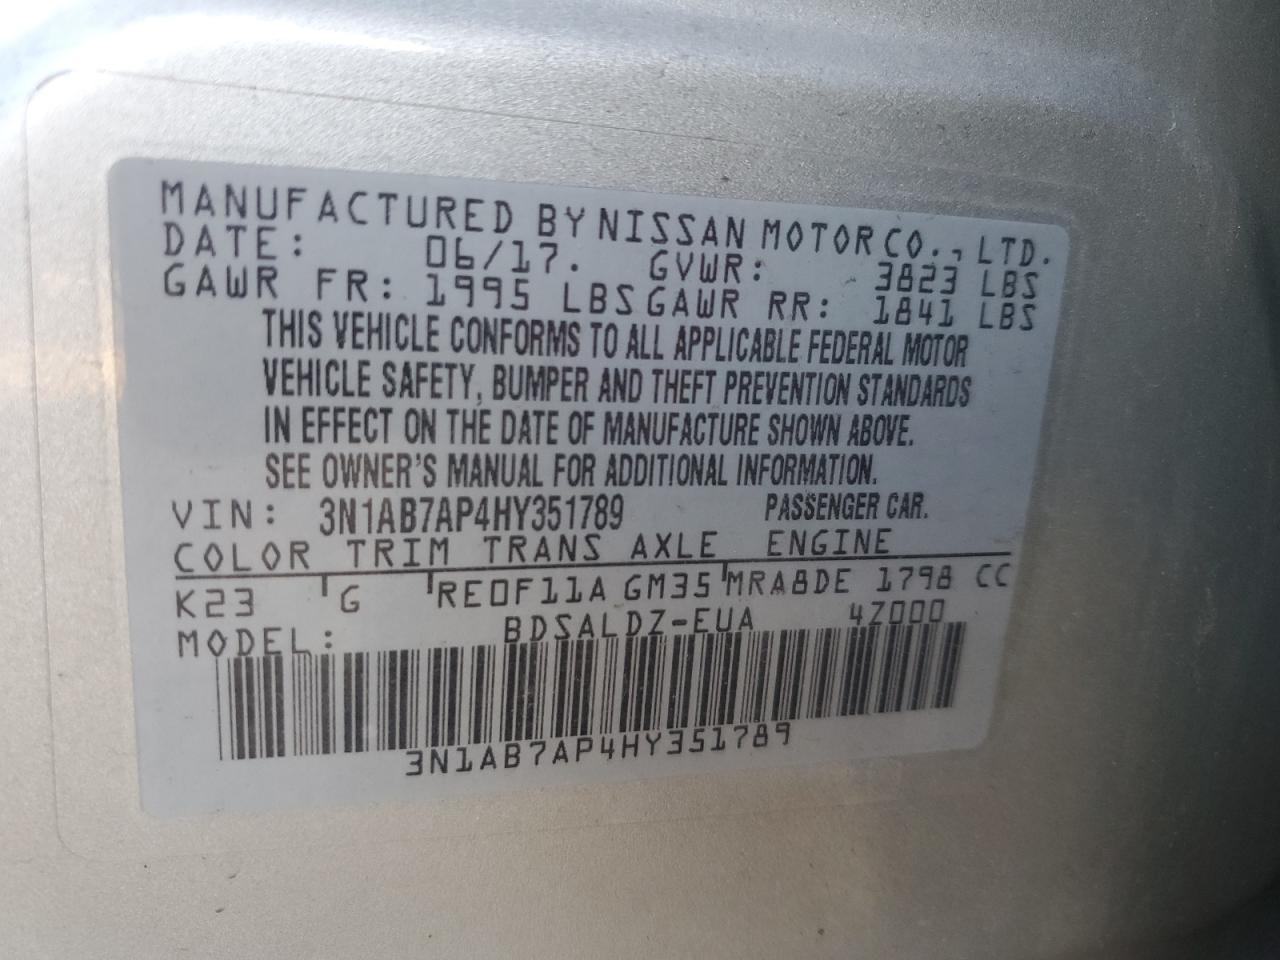 MANUFACTURED BY NISSAN MOTOR CO., LTD.
DATE: 06/17. GVWR: 3823 LBS
GAWR FR: 1995 LBS GAWR RR: 1841 LBS
THIS VEHICLE CONFORMS TO ALL APPLICABLE FEDERAL MOTOR
VEHICLE SAFETY, BUMPER AND THEFT PREVENTION STANDARDS
IN EFFECT ON THE DATE OF MANUFACTURE SHOWN ABOVE.
SEE OWNER'S MANUAL FOR ADDITIONAL INFORMATION.
VIN: 3N1AB7AP4HY351789 PASSENGER CAR.
COLOR TRIM TRANS AXLE ENGINE
K23 G RE0F11A GM35 MRA8DE 1798 CC
MODEL: BDSALDZ-EUA 4Z000
3N1AB7AP4HY351789